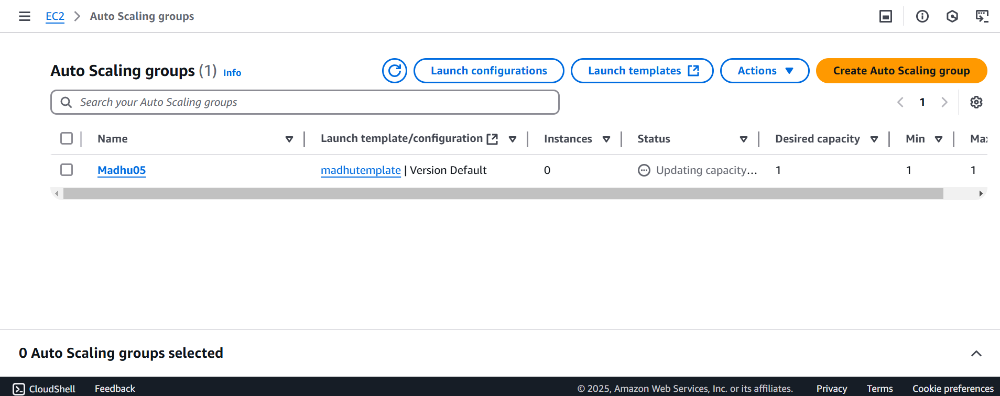 EC2 > Auto Scaling groups
Auto Scaling groups (1) Info
Launch configurations
Launch templates
Actions
Create Auto Scaling group
Search your Auto Scaling groups
1
Name Launch template/configuration Instances Status Desired capacity Min
Madhu05 madhutemplate | Version Default 0 Updating capacity... 1 1 1
0 Auto Scaling groups selected
CloudShell Feedback © 2025, Amazon Web Services, Inc. or its affiliates. Privacy Terms Cookie preferences